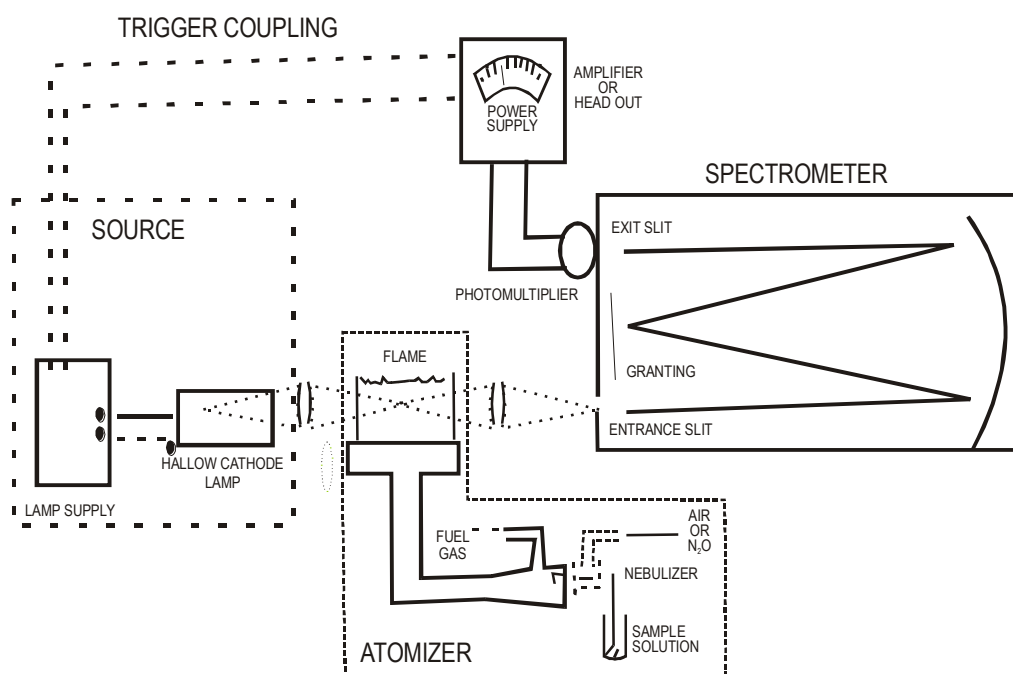 TRIGGER COUPLING
AMPLIFIER
OR
HEAD OUT
POWER
SUPPLY
SPECTROMETER
SOURCE
EXIT SLIT
PHOTOMULTIPLIER
FLAME
GRANTING
ENTRANCE SLIT
HALLOW CATHODE
LAMP
LAMP SUPPLY
FUEL
GAS
AIR
OR
N₂O
NEBULIZER
SAMPLE
SOLUTION
ATOMIZER